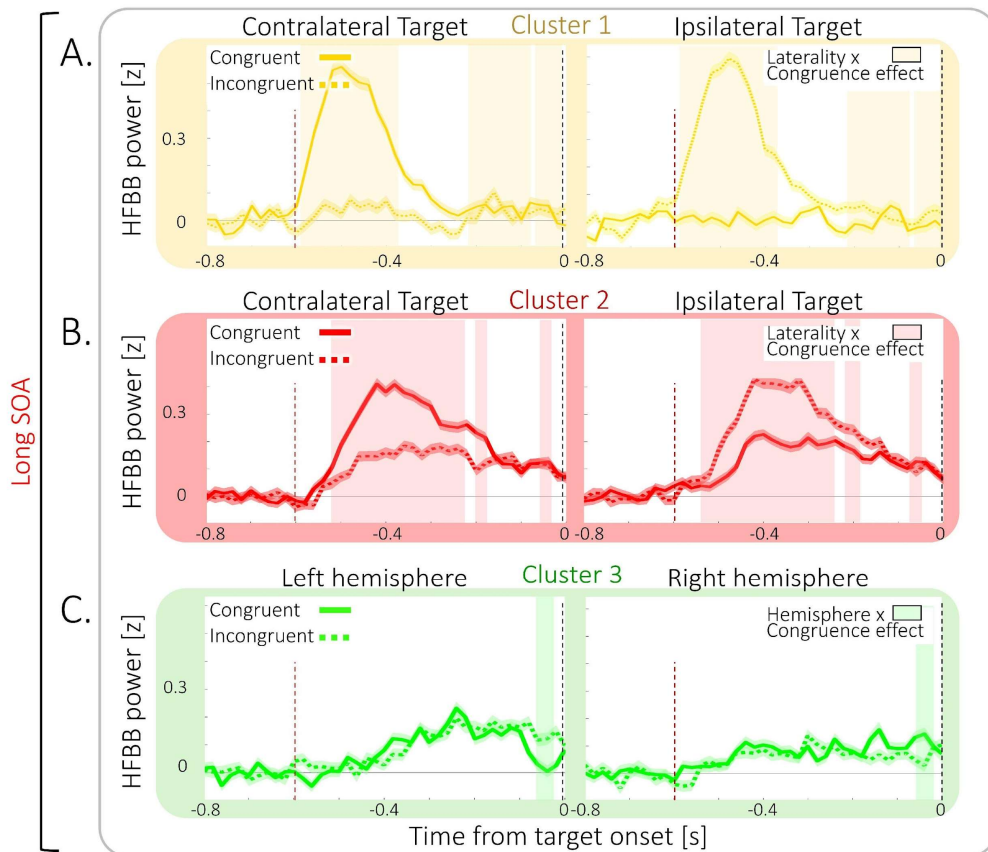 Long SOA
A.
Contralateral Target
Cluster 1
Ipsilateral Target
Congruent
Incongruent
Laterality x
Congruence effect
HFBB power [z]
0.3
0
-0.8
-0.4
0
-0.8
-0.4
0
B.
Contralateral Target
Cluster 2
Ipsilateral Target
Congruent
Incongruent
Laterality x
Congruence effect
HFBB power [z]
0.3
0
-0.8
-0.4
0
-0.8
-0.4
0
C.
Left hemisphere
Cluster 3
Right hemisphere
Congruent
Incongruent
Hemisphere x
Congruence effect
HFBB power [z]
0.3
0
-0.8
-0.4
0
-0.8
-0.4
0
Time from target onset [s]